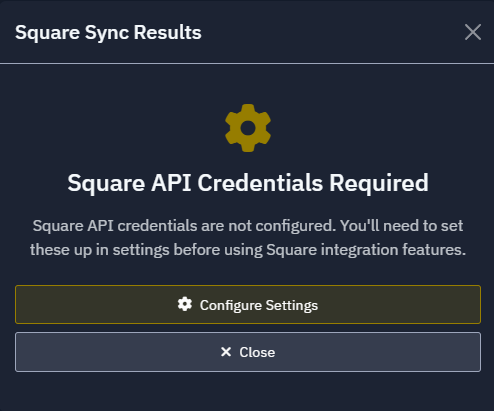 Square Sync Results
Square API Credentials Required
Square API credentials are not configured. You'll need to set
these up in settings before using Square integration features.
Configure Settings
Close